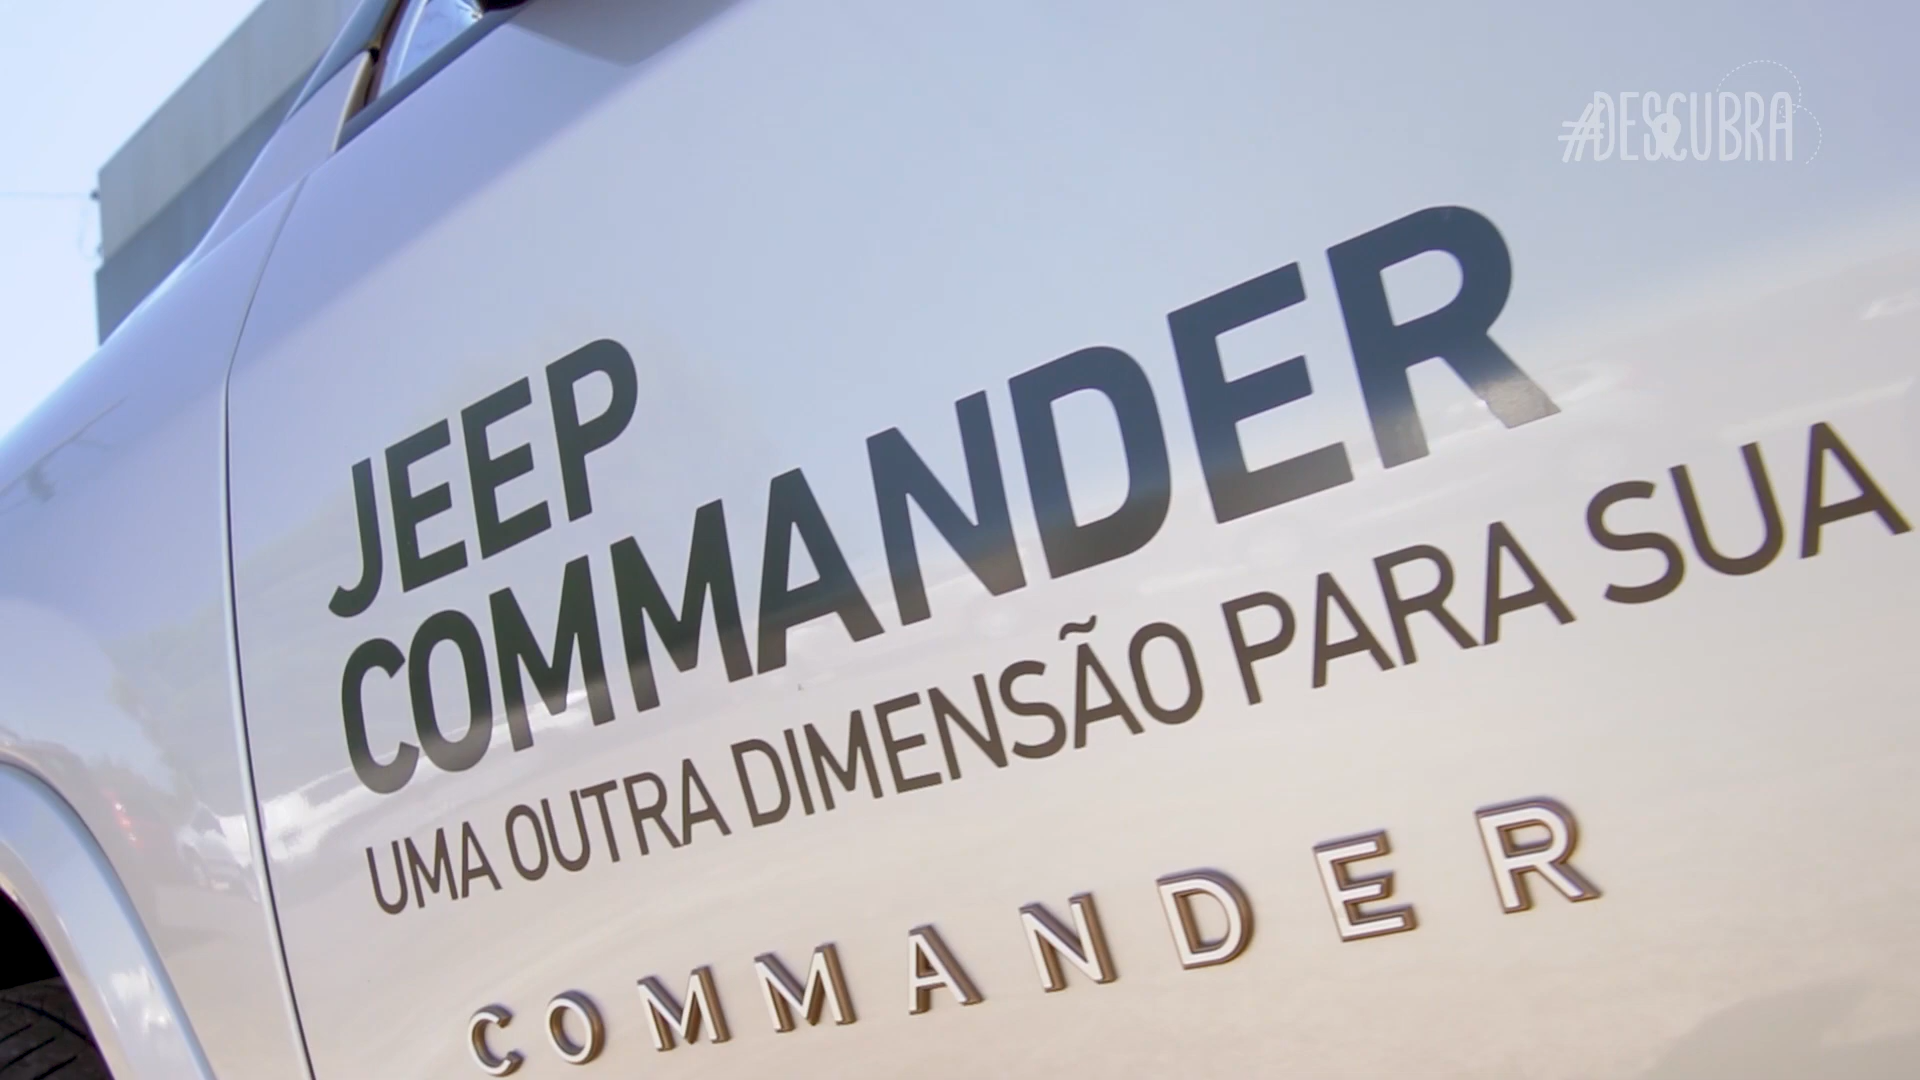 #DESCUBRA
JEEP
COMMANDER
UMA OUTRA DIMENSÃO PARA SUA
COMMANDER